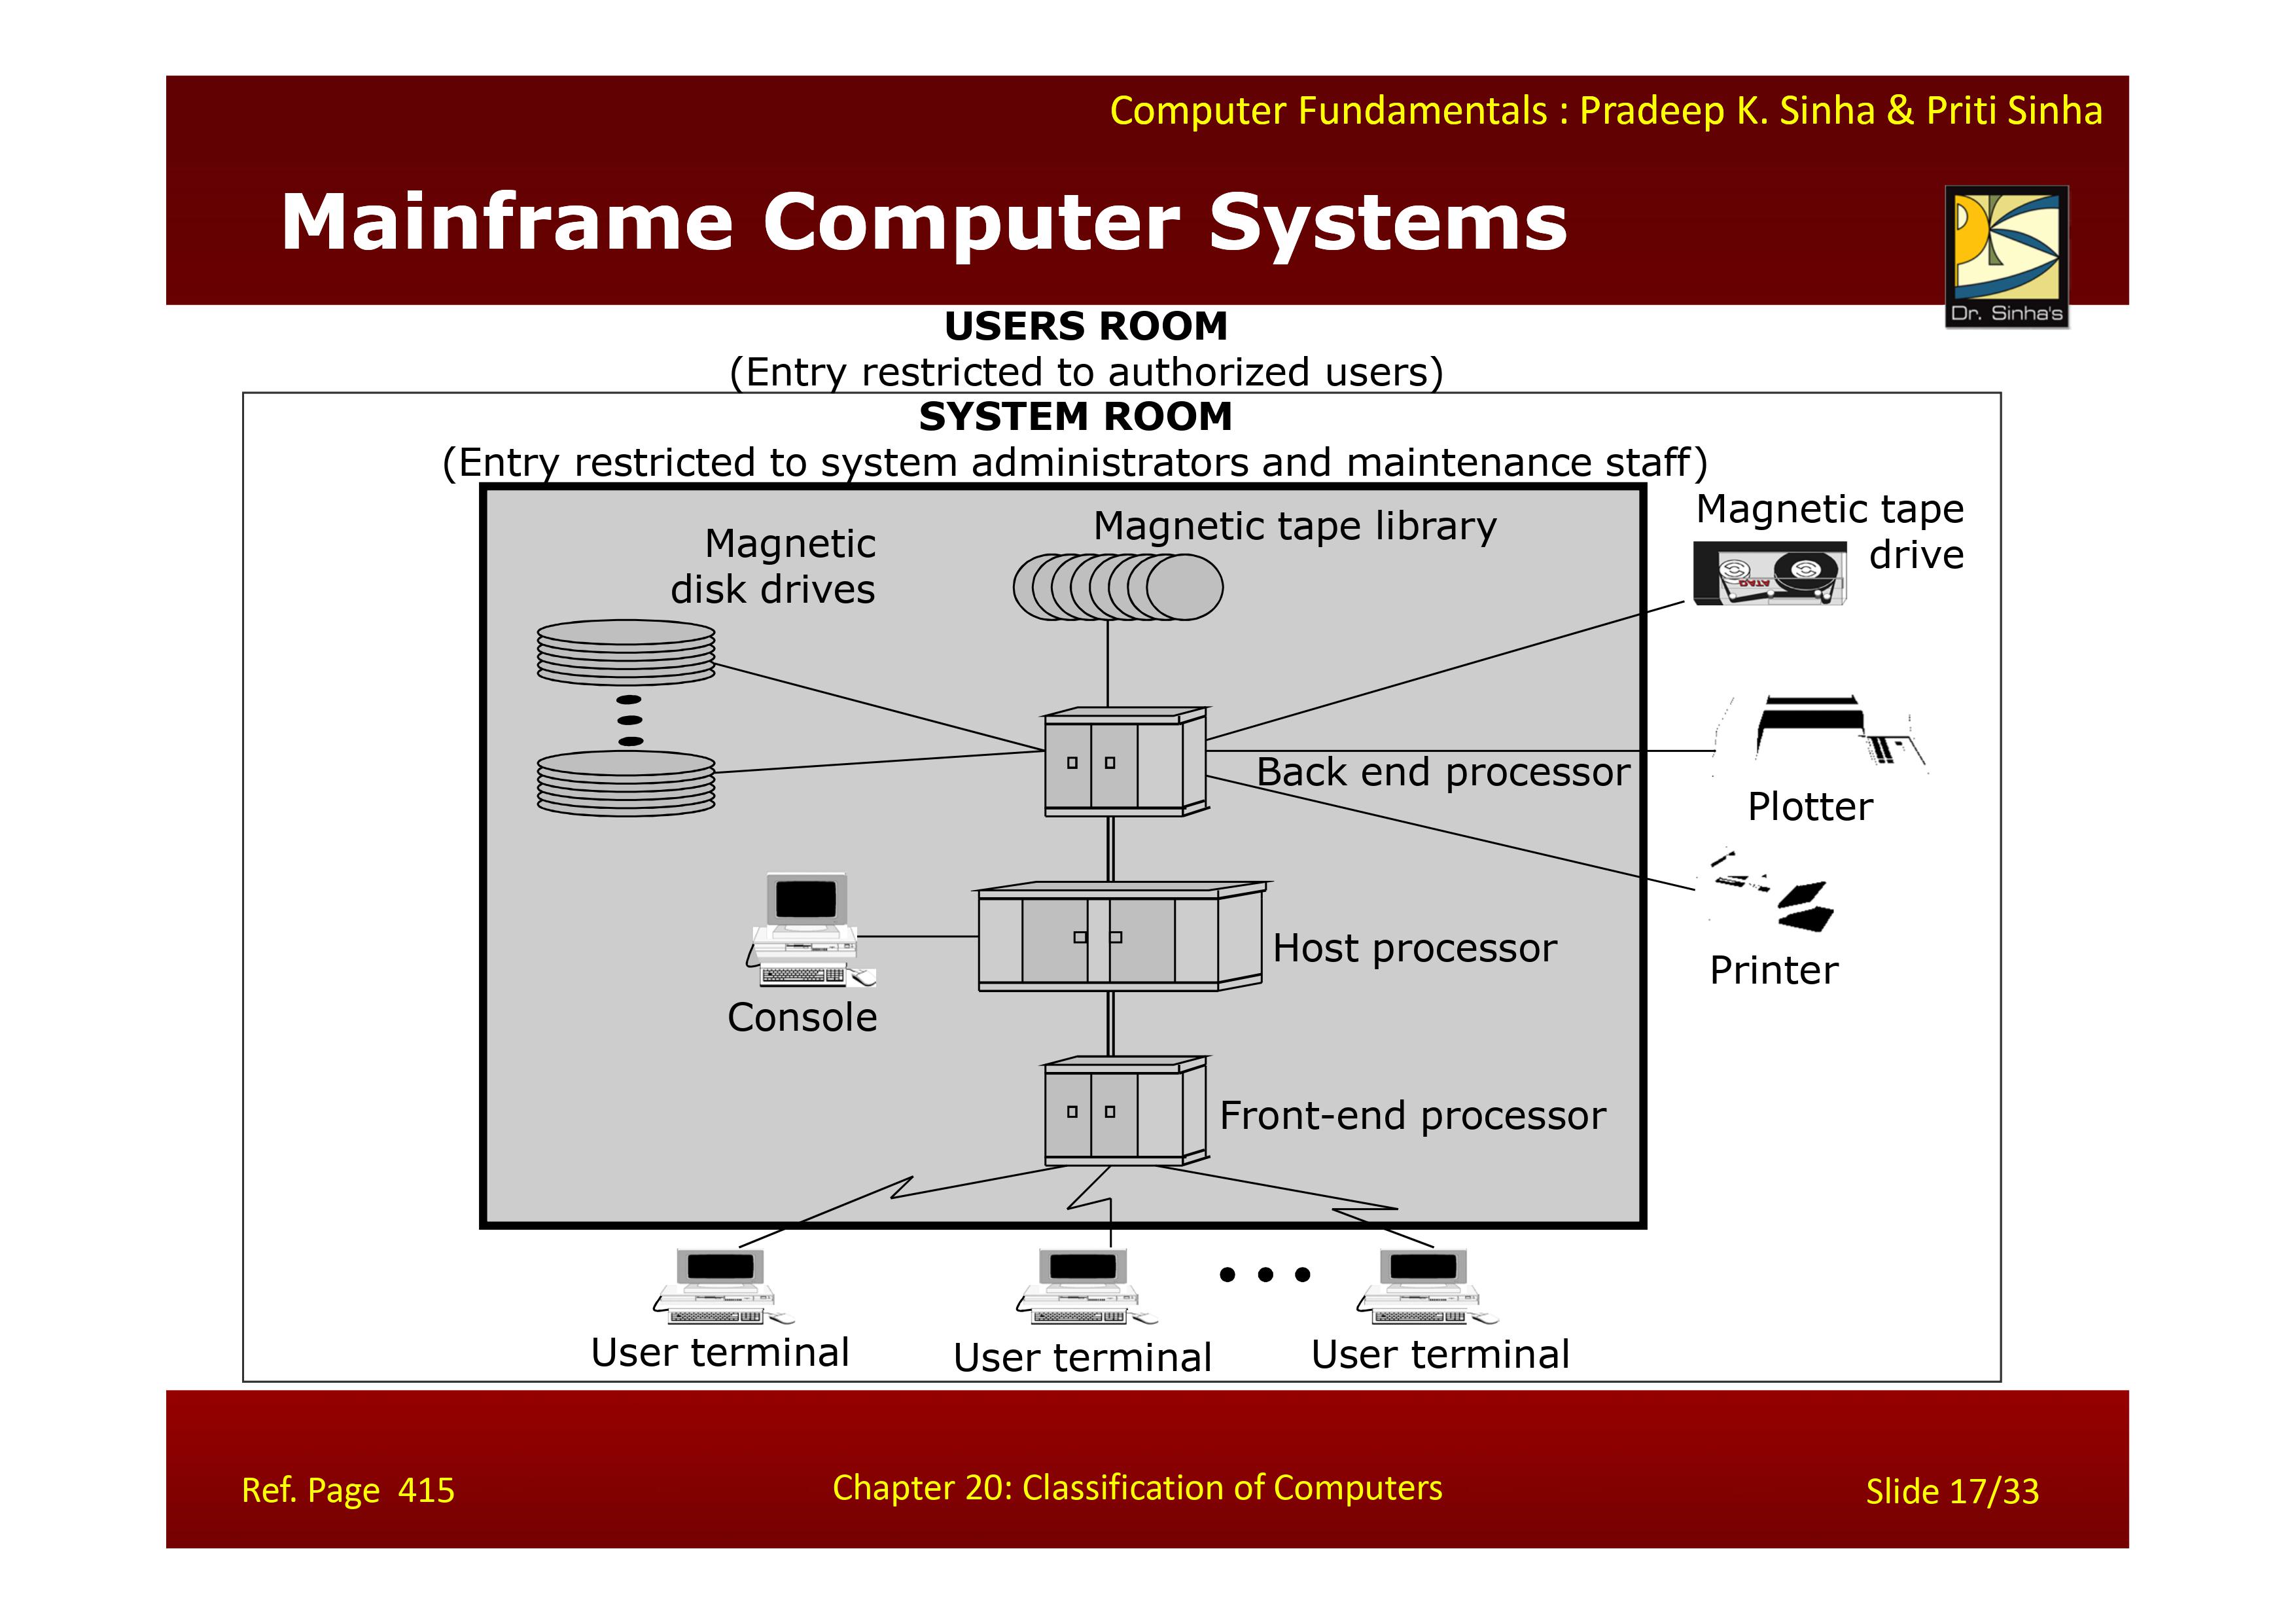 Computer Fundamentals : Pradeep K. Sinha & Priti Sinha
Mainframe Computer Systems
Dr. Sinha's
USERS ROOM
(Entry restricted to authorized users)
SYSTEM ROOM
(Entry restricted to system administrators and maintenance staff)
Magnetic
disk drives
Magnetic tape library
Magnetic tape
drive
Back end processor
Plotter
Console
Host processor
Printer
Front-end processor
User terminal
User terminal
User terminal
Ref. Page 415
Chapter 20: Classification of Computers
Slide 17/33